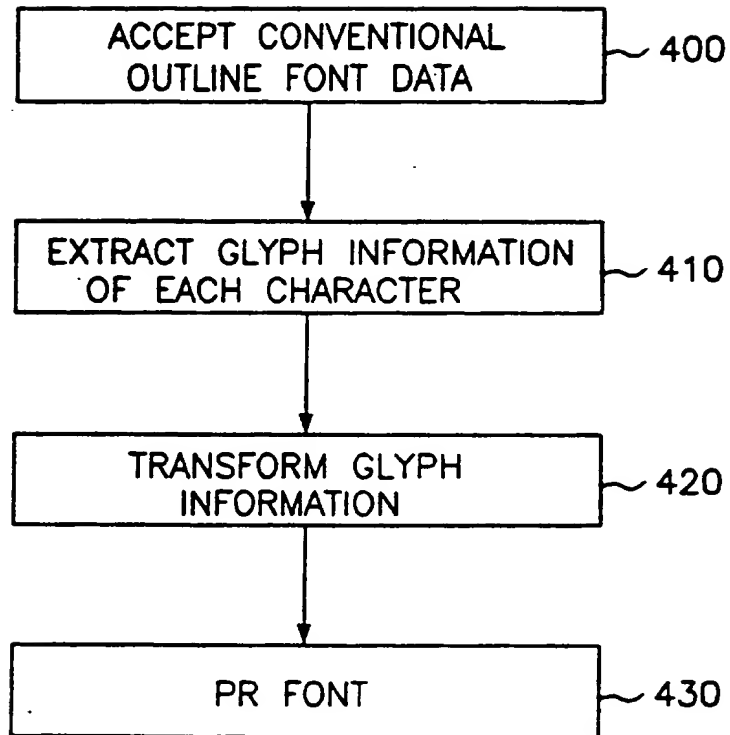 ACCEPT CONVENTIONAL
OUTLINE FONT DATA
400
EXTRACT GLYPH INFORMATION
OF EACH CHARACTER
410
TRANSFORM GLYPH
INFORMATION
420
PR FONT
430